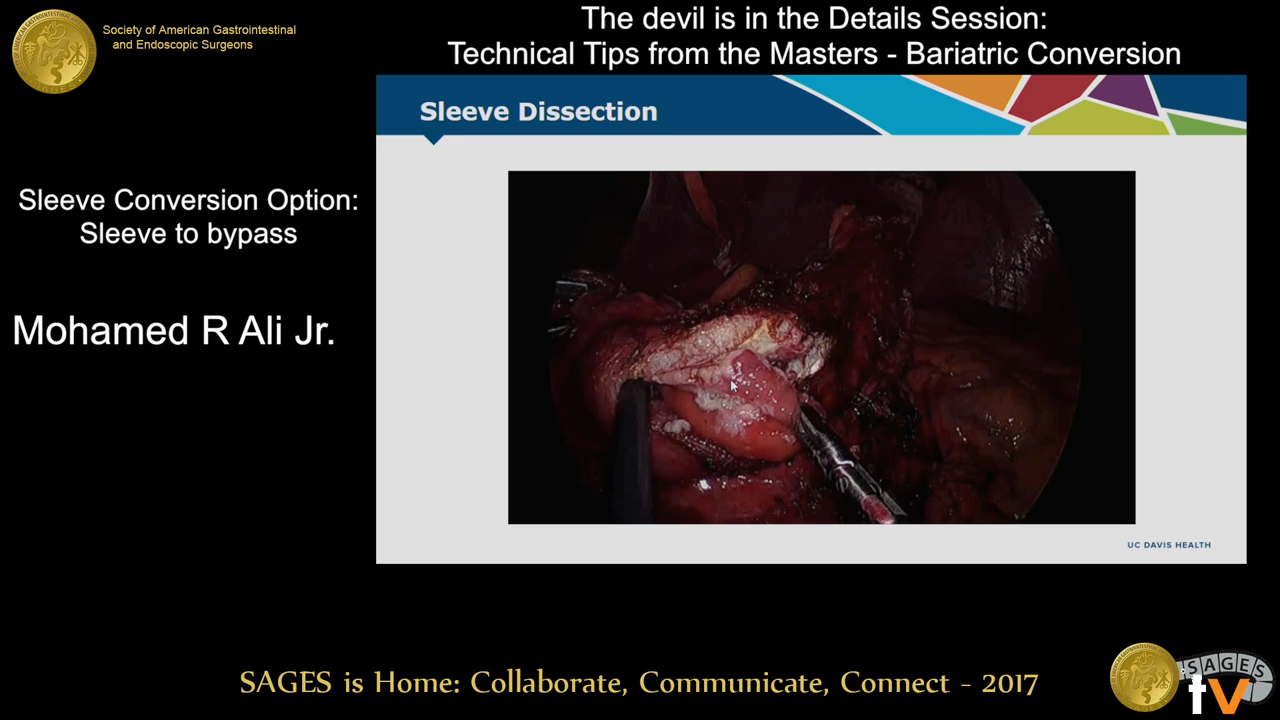 Society of American Gastrointestinal
and Endoscopic Surgeons
The devil is in the Details Session:
Technical Tips from the Masters - Bariatric Conversion
Sleeve Dissection
Sleeve Conversion Option:
Sleeve to bypass
Mohamed R Ali Jr.
UC DAVIS HEALTH
SAGES is Home: Collaborate, Communicate, Connect - 2017
SAGES
tv